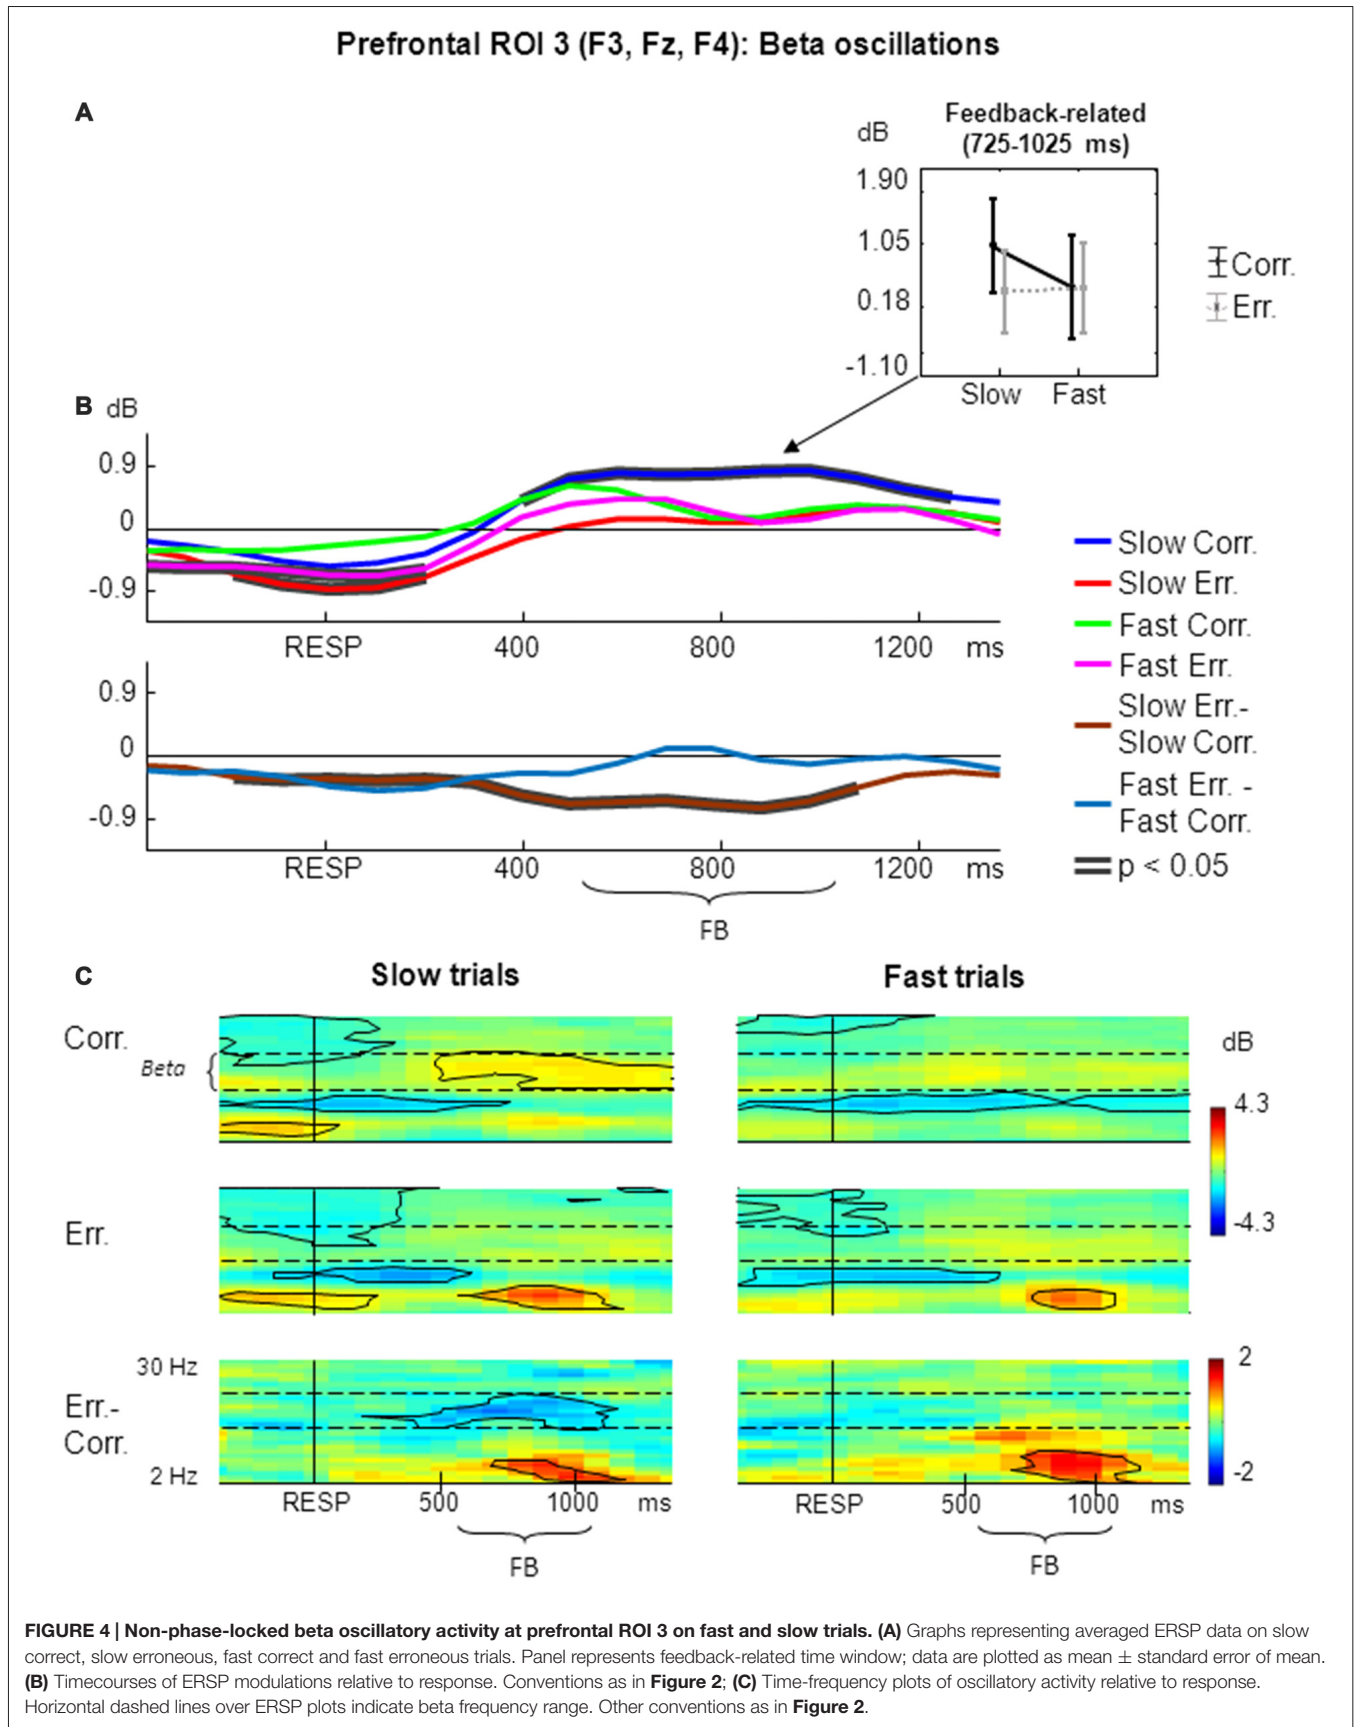 Prefrontal ROI 3 (F3, Fz, F4): Beta oscillations
A
Feedback-related
(725-1025 ms)
dB
1.90
1.05
0.18
-1.10
Slow Fast
Corr.
Err.
B dB
0.9
0
-0.9
RESP 400 800 1200 ms
0.9
0
-0.9
RESP 400 800 1200 ms
FB
Slow Corr.
Slow Err.
Fast Corr.
Fast Err.
Slow Err.-
Slow Corr.
Fast Err. -
Fast Corr.
p < 0.05
C
Slow trials Fast trials
Corr.
Beta
dB
4.3
-4.3
Err.
30 Hz
Err.-
Corr.
2 Hz
2
-2
RESP 500 1000 ms RESP 500 1000 ms
FB FB
FIGURE 4 | Non-phase-locked beta oscillatory activity at prefrontal ROI 3 on fast and slow trials. (A) Graphs representing averaged ERSP data on slow
correct, slow erroneous, fast correct and fast erroneous trials. Panel represents feedback-related time window; data are plotted as mean ± standard error of mean.
(B) Timecourses of ERSP modulations relative to response. Conventions as in Figure 2; (C) Time-frequency plots of oscillatory activity relative to response.
Horizontal dashed lines over ERSP plots indicate beta frequency range. Other conventions as in Figure 2.